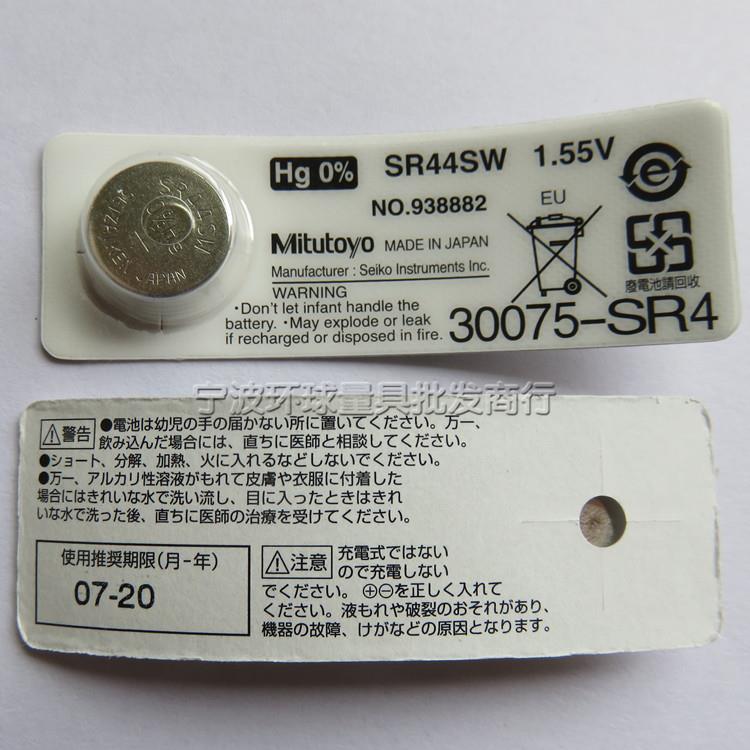 Hg 0%
SR44SW 1.55V
NO.938882
EU
Mitutoyo MADE IN JAPAN
Manufacturer : Seiko Instruments Inc.
廢電池請回收
WARNING
・Don't let infant handle the
battery. ・May explode or leak
if recharged or disposed in fire.
30075-SR4
SR44SW
JAPAN
宁波环球量具批发商行
警告
●電池は幼児の手の届かない所に置いてください。万一、
飲み込んだ場合には、直ちに医師と相談してください。
●ショート、分解、加熱、火に入れるなどしないでください。
●万一、アルカリ性溶液がもれて皮膚や衣服に付着した
場合にはきれいな水で洗い流し、目に入ったときはきれ
いな水で洗った後、直ちに医師の治療を受けてください。
使用推奨期限(月-年)
07-20
注意
充電式ではない
ので充電しない
でください。 ⊕⊖を正しく入れて
ください。液もれや破裂のおそれがあり、
機器の故障、けがなどの原因となります。